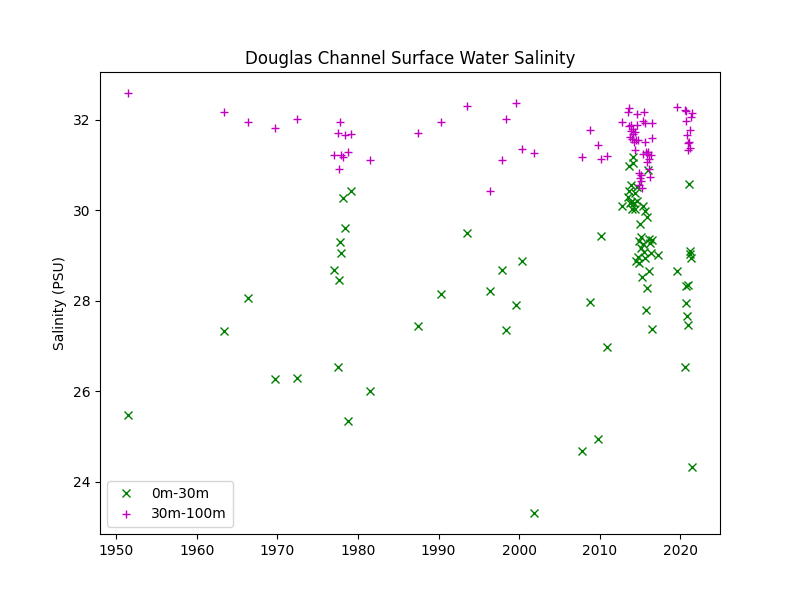 Douglas Channel Surface Water Salinity
Salinity (PSU)
32
30
28
26
24
0m-30m
30m-100m
1950 1960 1970 1980 1990 2000 2010 2020